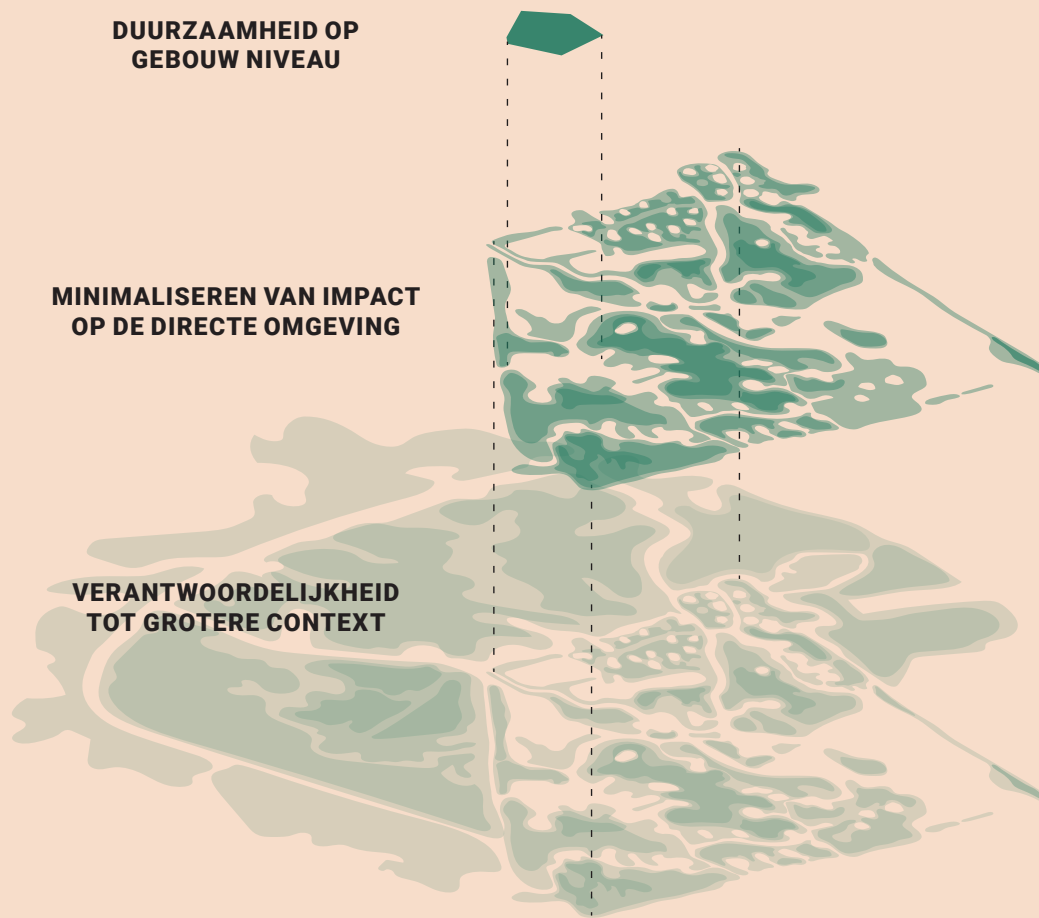 DUURZAAMHEID OP
GEBOUW NIVEAU
MINIMALISEREN VAN IMPACT
OP DE DIRECTE OMGEVING
VERANTWOORDELIJKHEID
TOT GROTERE CONTEXT